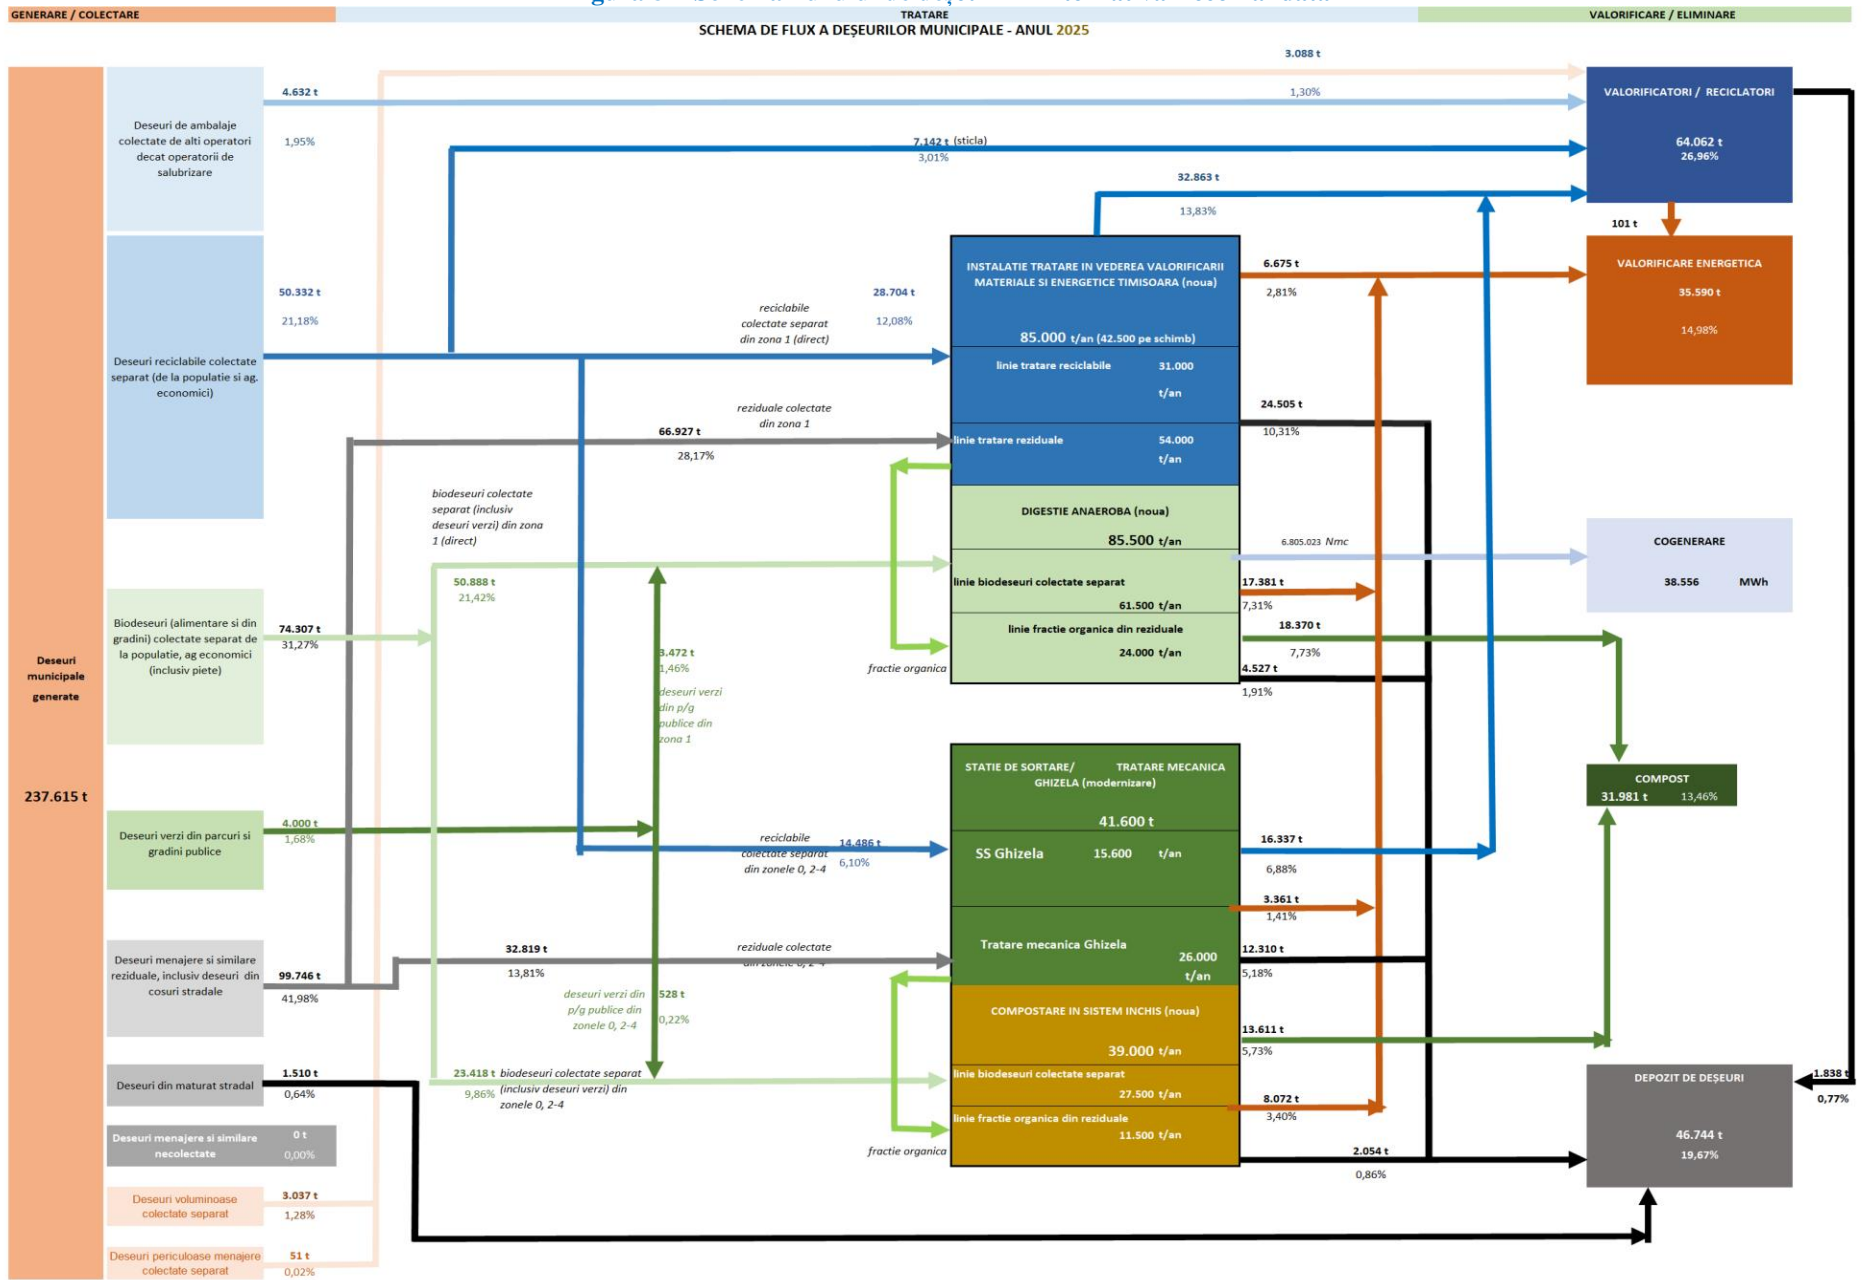 GENERARE / COLECTARE
TRATARE
VALORIFICARE / ELIMINARE
SCHEMA DE FLUX A DEȘEURILOR MUNICIPALE - ANUL 2025
Deseuri
municipale
generate
237.615 t
Deseuri de ambalaje
colectate de alti operatori
decat operatorii de
salubrizare
4.632 t
1,95%
Deseuri reciclabile colectate
separat (de la populatie si ag.
economici)
50.332 t
21,18%
Biodeseuri (alimentare si din
gradini) colectate separat de
la populatie, ag economici
(inclusiv piete)
74.307 t
31,27%
Deseuri verzi din parcuri si
gradini publice
4.000 t
1,68%
Deseuri menajere si similare
reziduale, inclusiv deseuri din
cosuri stradale
99.746 t
41,98%
Deseuri din maturat stradal
1.510 t
0,64%
Deseuri menajere si similare
necolectate
0 t
0,00%
Deseuri voluminoase
colectate separat
3.037 t
1,28%
Deseuri periculoase menajere
colectate separat
51 t
0,02%
3.088 t
1,30%
7.142 t (sticla)
3,01%
32.863 t
13,83%
reciclabile
colectate separat
din zona 1 (direct)
28.704 t
12,08%
reziduale colectate
din zona 1
66.927 t
28,17%
biodeseuri colectate
separat (inclusiv
deseuri verzi) din zona
1 (direct)
50.888 t
21,42%
3.472 t
1,46%
deseuri verzi
din p/g
publice din
zona 1
fractie organica
reciclabile
colectate separat
din zonele 0, 2-4
14.486 t
6,10%
32.819 t
13,81%
reziduale colectate
din zonele 0, 2-4
deseuri verzi din
p/g publice din
zonele 0, 2-4
528 t
0,22%
23.418 t
9,86%
biodeseuri colectate separat
(inclusiv deseuri verzi) din
zonele 0, 2-4
fractie organica
INSTALATIE TRATARE IN VEDEREA VALORIFICARII
MATERIALE SI ENERGETICE TIMISOARA (noua)
85.000 t/an (42.500 pe schimb)
linie tratare reciclabile 31.000
t/an
linie tratare reziduale 54.000
t/an
DIGESTIE ANAEROBA (noua)
85.500 t/an
linie biodeseuri colectate separat
61.500 t/an
linie fractie organica din reziduale
24.000 t/an
STATIE DE SORTARE/ TRATARE MECANICA
GHIZELA (modernizare)
41.600 t
SS Ghizela 15.600 t/an
Tratare mecanica Ghizela
26.000
t/an
COMPOSTARE IN SISTEM INCHIS (noua)
39.000 t/an
linie biodeseuri colectate separat
27.500 t/an
linie fractie organica din reziduale
11.500 t/an
6.675 t
2,81%
24.505 t
10,31%
6.805.023 Nmc
17.381 t
7,31%
18.370 t
7,73%
4.527 t
1,91%
16.337 t
6,88%
3.361 t
1,41%
12.310 t
5,18%
13.611 t
5,73%
8.072 t
3,40%
2.054 t
0,86%
VALORIFICATORI / RECICLATORI
64.062 t
26,96%
101 t
VALORIFICARE ENERGETICA
35.590 t
14,98%
COGENERARE
38.556 MWh
COMPOST
31.981 t 13,46%
DEPOZIT DE DEȘEURI
46.744 t
19,67%
1.838 t
0,77%